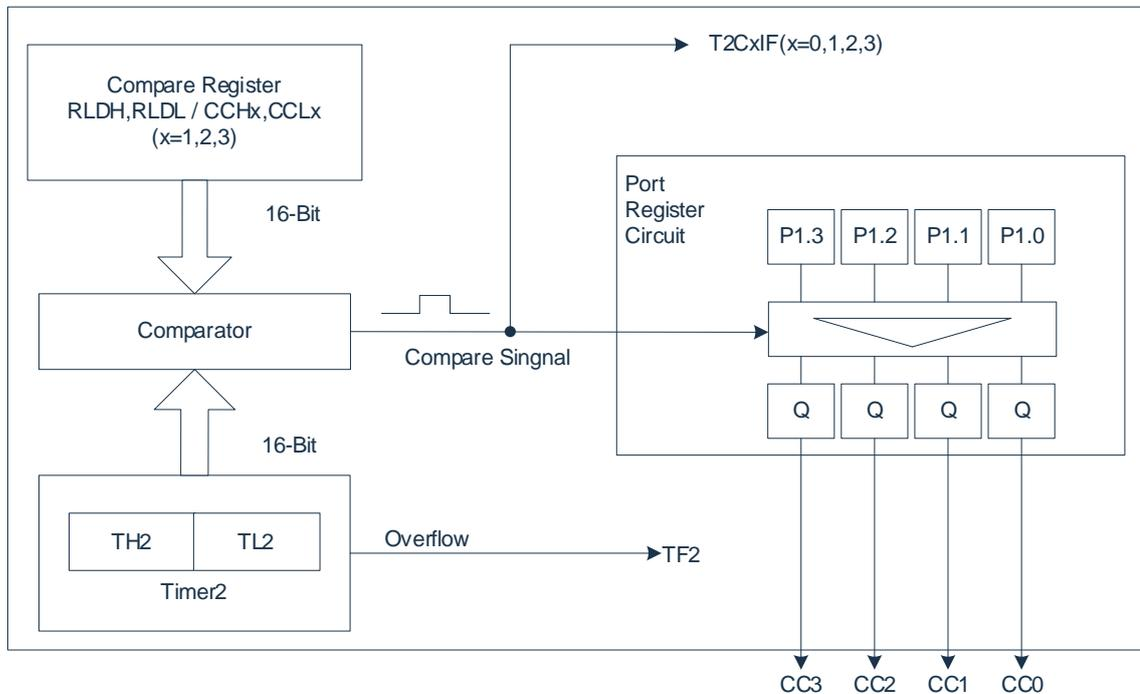 T2CxIF(x=0,1,2,3)
Compare Register
RLDH,RLDL / CCHx,CCLx
(x=1,2,3)
16-Bit
Port
Register
Circuit
P1.3 P1.2 P1.1 P1.0
Comparator
Compare Singnal
Q Q Q Q
16-Bit
TH2 TL2
Timer2
Overflow
TF2
CC3 CC2 CC1 CC0